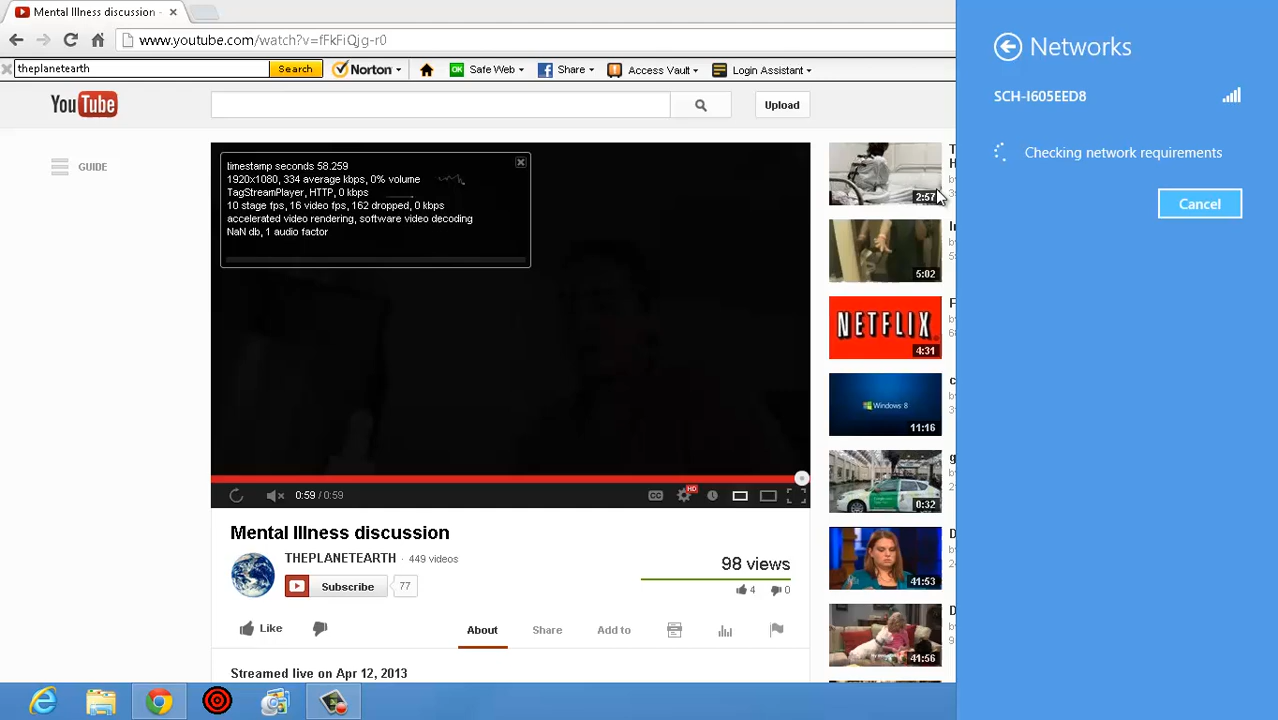 Mental Illness discussion -
www.youtube.com/watch?v=fFkFiQjg-r0
theplanetearth
Search
Norton
OK Safe Web
Share
Access Vault
Login Assistant
YouTube
Upload
GUIDE
timestamp seconds 58.259
1920x1080, 334 average kbps, 0% volume
TagStreamPlayer, HTTP, 0 kbps
10 stage fps, 16 video fps, 162 dropped, 0 kbps
accelerated video rendering, software video decoding
NaN db, 1 audio factor
0:59 / 0:59
CC
HD
Mental Illness discussion
THEPLANETEARTH · 449 videos
Subscribe
77
98 views
4
0
Like
About
Share
Add to
Streamed live on Apr 12, 2013
2:57
5:02
NETFLIX
4:31
Windows 8
11:16
0:32
41:53
41:56
Networks
SCH-I605EED8
Checking network requirements
Cancel